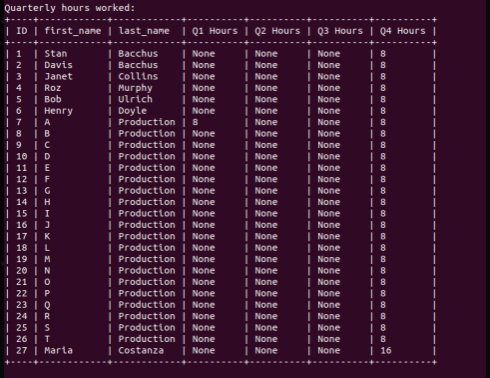 Quarterly hours worked:
+----+------------+------------+----------+----------+----------+----------+
| ID | first_name | last_name  | Q1 Hours | Q2 Hours | Q3 Hours | Q4 Hours |
+----+------------+------------+----------+----------+----------+----------+
| 1  | Stan       | Bacchus    | None     | None     | None     | 8        |
| 2  | Davis      | Bacchus    | None     | None     | None     | 8        |
| 3  | Janet      | Collins    | None     | None     | None     | 8        |
| 4  | Roz        | Murphy     | None     | None     | None     | 8        |
| 5  | Bob        | Ulrich     | None     | None     | None     | 8        |
| 6  | Henry      | Doyle      | None     | None     | None     | 8        |
| 7  | A          | Production | 8        | None     | None     | 8        |
| 8  | B          | Production | None     | None     | None     | 8        |
| 9  | C          | Production | None     | None     | None     | 8        |
| 10 | D          | Production | None     | None     | None     | 8        |
| 11 | E          | Production | None     | None     | None     | 8        |
| 12 | F          | Production | None     | None     | None     | 8        |
| 13 | G          | Production | None     | None     | None     | 8        |
| 14 | H          | Production | None     | None     | None     | 8        |
| 15 | I          | Production | None     | None     | None     | 8        |
| 16 | J          | Production | None     | None     | None     | 8        |
| 17 | K          | Production | None     | None     | None     | 8        |
| 18 | L          | Production | None     | None     | None     | 8        |
| 19 | M          | Production | None     | None     | None     | 8        |
| 20 | N          | Production | None     | None     | None     | 8        |
| 21 | O          | Production | None     | None     | None     | 8        |
| 22 | P          | Production | None     | None     | None     | 8        |
| 23 | Q          | Production | None     | None     | None     | 8        |
| 24 | R          | Production | None     | None     | None     | 8        |
| 25 | S          | Production | None     | None     | None     | 8        |
| 26 | T          | Production | None     | None     | None     | 8        |
| 27 | Maria      | Costanza   | None     | None     | None     | 16       |
+----+------------+------------+----------+----------+----------+----------+